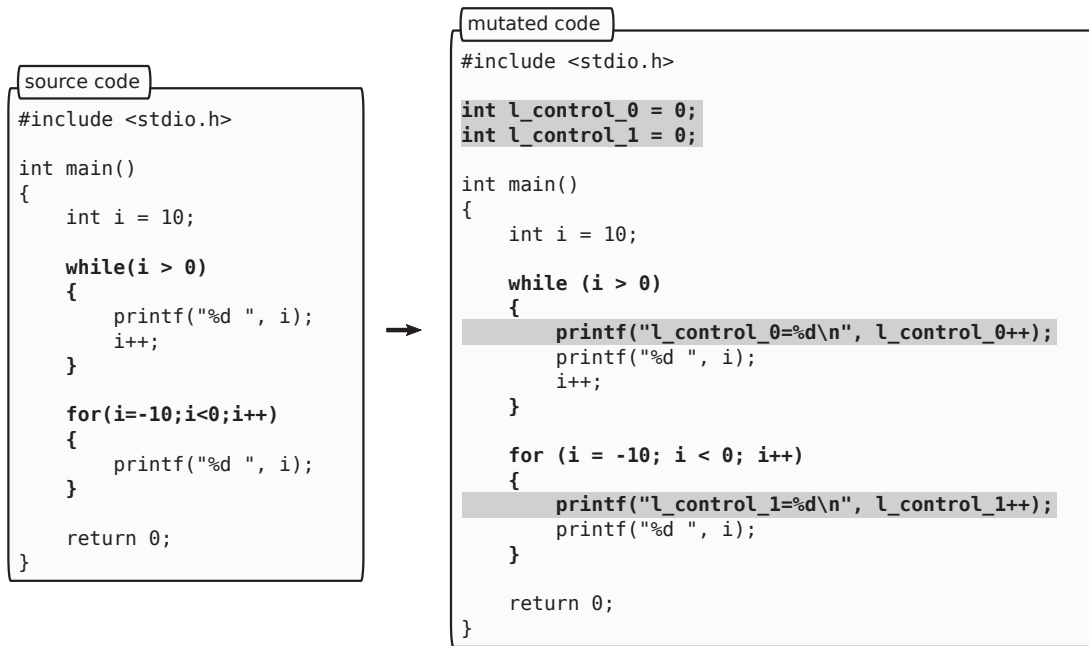 source code
#include <stdio.h>
int main()
{
    int i = 10;
    while(i > 0)
    {
        printf("%d ", i);
        i++;
    }
    for(i=-10;i<0;i++)
    {
        printf("%d ", i);
    }
    return 0;
}
mutated code
#include <stdio.h>
int l_control_0 = 0;
int l_control_1 = 0;
int main()
{
    int i = 10;
    while (i > 0)
    {
        printf("l_control_0=%d\n", l_control_0++);
        printf("%d ", i);
        i++;
    }
    for (i = -10; i < 0; i++)
    {
        printf("l_control_1=%d\n", l_control_1++);
        printf("%d ", i);
    }
    return 0;
}